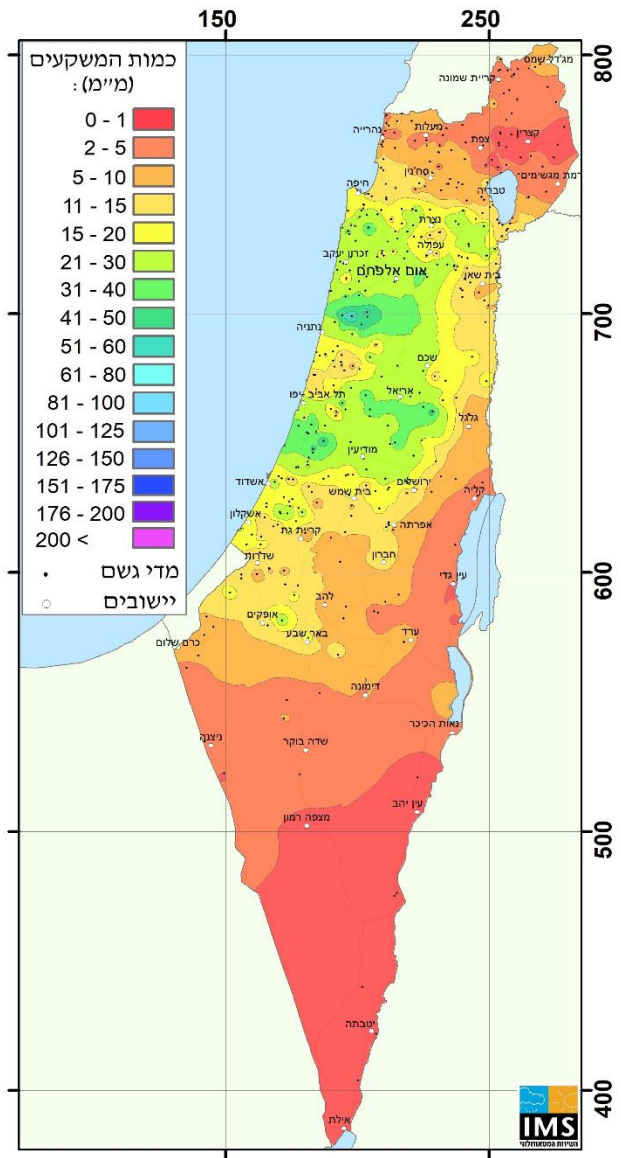 150
250
כמות המשקעים
(מ״מ) :
0 - 1
2 - 5
5 - 10
11 - 15
15 - 20
21 - 30
31 - 40
41 - 50
51 - 60
61 - 80
81 - 100
101 - 125
126 - 150
151 - 175
176 - 200
200 <
מדי גשם
יישובים
800
700
600
500
400
מג'דל שמס
קריית שמונה
נהרייה
מעלות
צפת
קצרין
סח'נין
רמת מגשימים
חיפה
טבריה
נצרת
עפולה
זכרון יעקב
אום אלפחם
בית שאן
נתניה
שכם
תל אביב -יפו
אריאל
גלגל
מודיעין
אשדוד
ירושלים
בית שמש
קליה
אשקלון
קריות גת
אפרתה
חברון
שדרות
עין גדי
להב
אופקים
באר שבע
ערד
כרם שלום
דימונה
נאות הכיכר
ניצנה
שדה בוקר
עין יהב
מצפה רמון
יטבתה
אילת
IMS
השירות המטאורולוגי